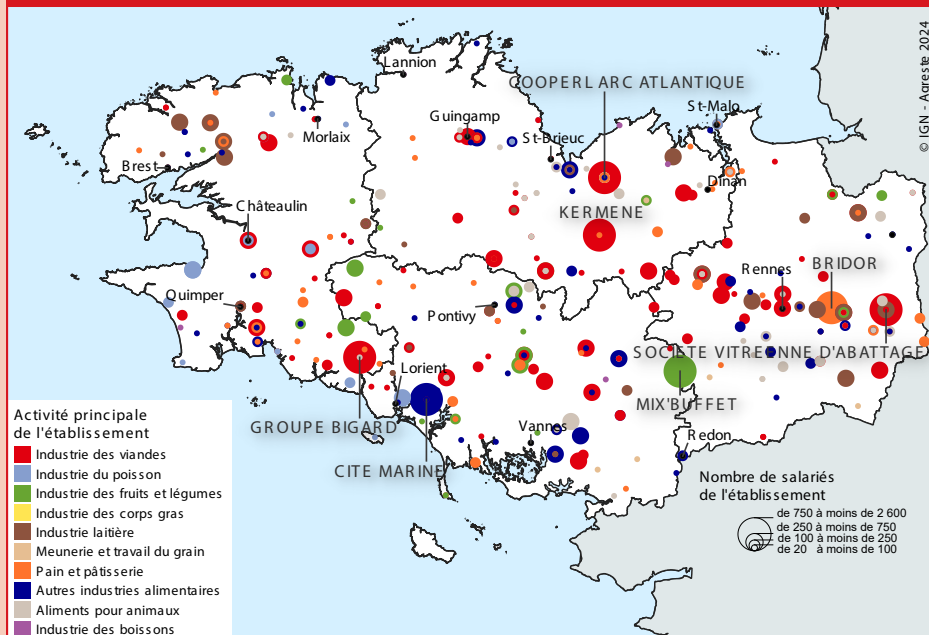 © IGN - Agreste 2024
Lannion
COOPERL ARC ATLANTIQUE
St-Malo
Guingamp
Morlaix
St-Brieuc
Brest
Dinan
Châteaulin
KERMENE
Rennes
BRIDOR
Quimper
Pontivy
SOCISTE VITREENNE D'ABATTAGE
Lorient
MIX'BUFFET
GROUPE BIGARD
Vannes
Redon
CITE MARINE
Activité principale
de l'établissement
Industrie des viandes
Industrie du poisson
Industrie des fruits et légumes
Industrie des corps gras
Industrie laitière
Meunerie et travail du grain
Pain et pâtisserie
Autres industries alimentaires
Aliments pour animaux
Industrie des boissons
Nombre de salariés
de l'établissement
de 750 à moins de 2 600
de 250 à moins de 750
de 100 à moins de 250
de 20 à moins de 100